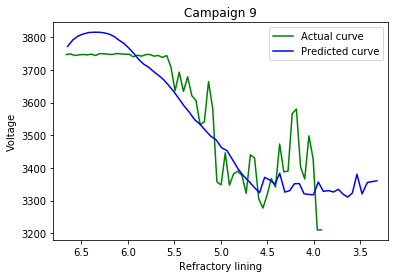 Campaign 9
Actual curve
Predicted curve
Voltage
3800
3700
3600
3500
3400
3300
3200
6.5
6.0
5.5
5.0
4.5
4.0
3.5
Refractory lining